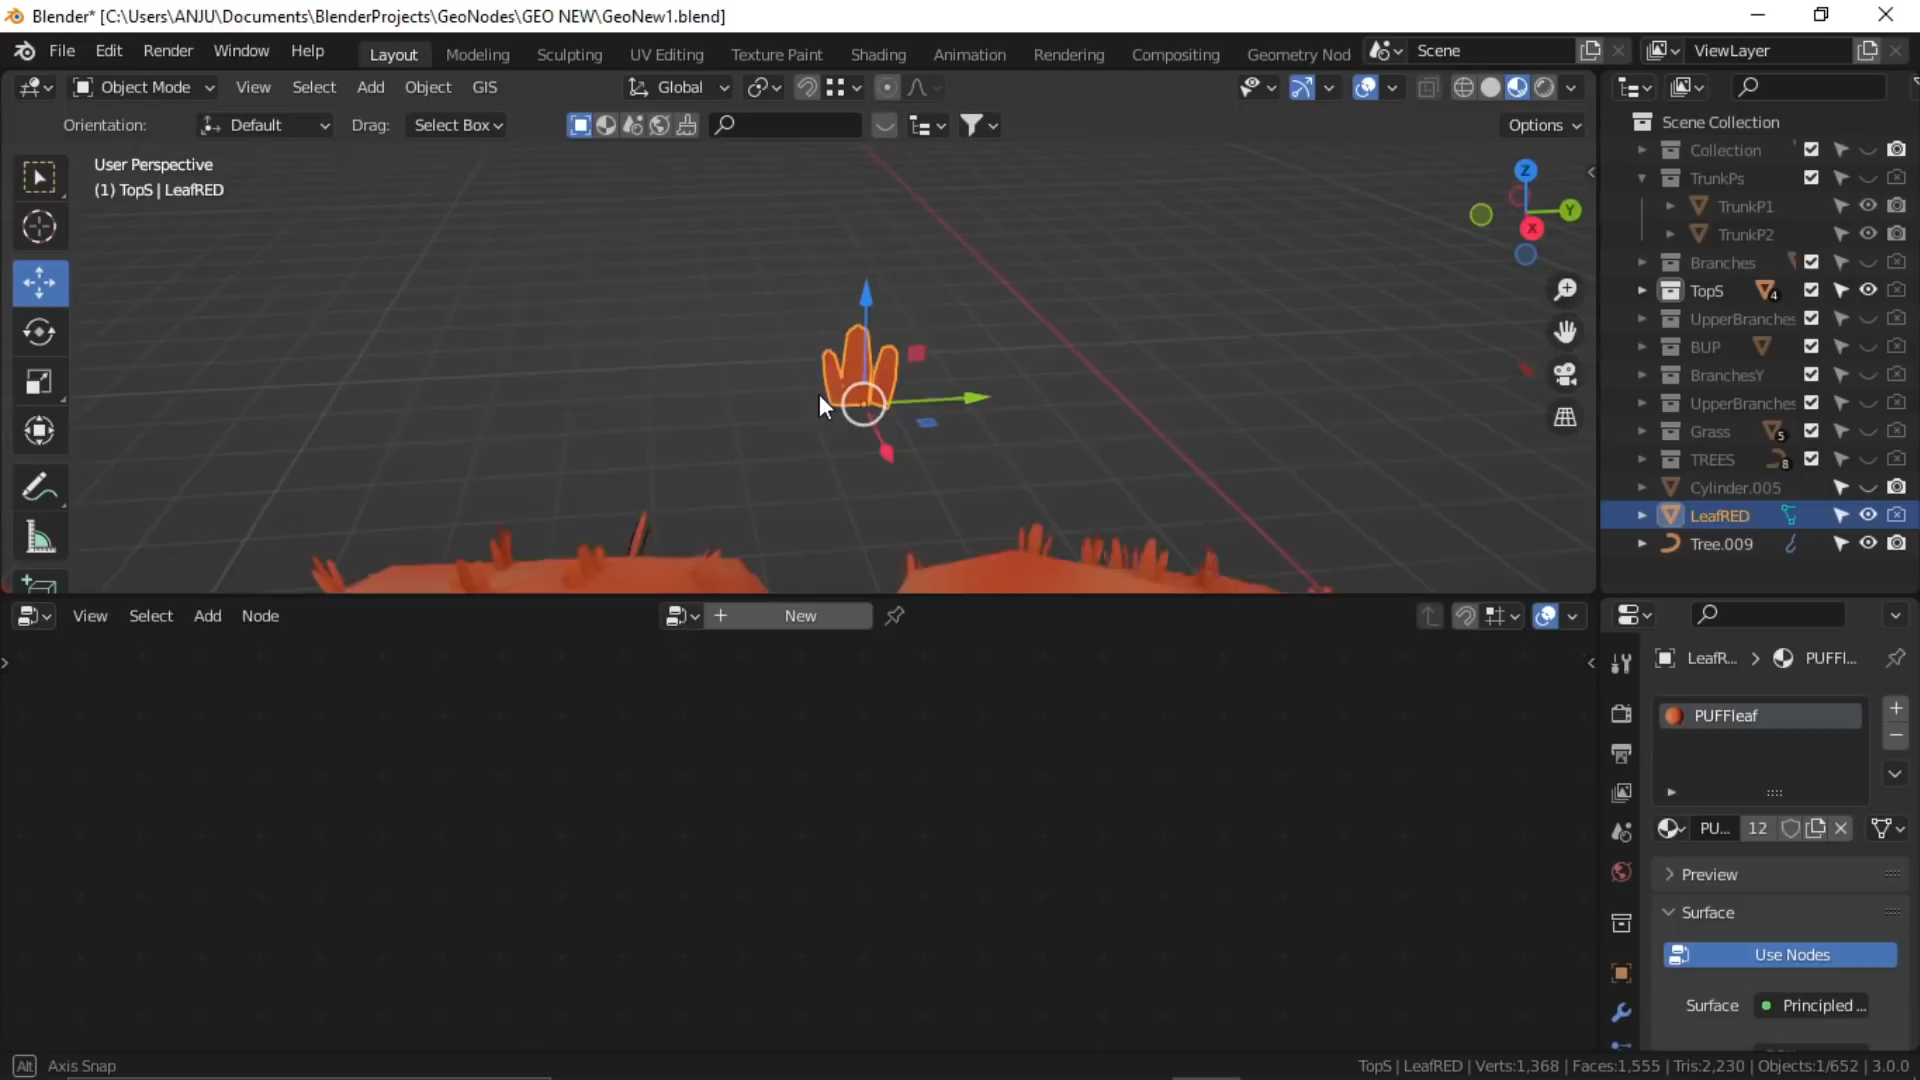 Blender* [C:\Users\ANJU\Documents\BlenderProjects\GeoNodes\GEO NEW\GeoNew1.blend]
File Edit Render Window Help Layout Modeling Sculpting UV Editing Texture Paint Shading Animation Rendering Compositing Geometry Nod Scene ViewLayer
Object Mode View Select Add Object GIS Global
Orientation: Default Drag: Select Box Options
User Perspective
(1) TopS | LeafRED
Z
Y
X
Scene Collection
Collection
TrunkPs
TrunkP1
TrunkP2
Branches
TopS 4
UpperBranches
BUP
BranchesY
UpperBranches
Grass 5
TREES 8
Cylinder.005
LeafRED
Tree.009
View Select Add Node New
LeafR... PUFFl...
PUFFleaf
PU... 12
Preview
Surface
Use Nodes
Surface Principled ...
Alt Axis Snap
TopS | LeafRED | Verts:1,368 | Faces:1,555 | Tris:2,230 | Objects:1/652 | 3.0.0